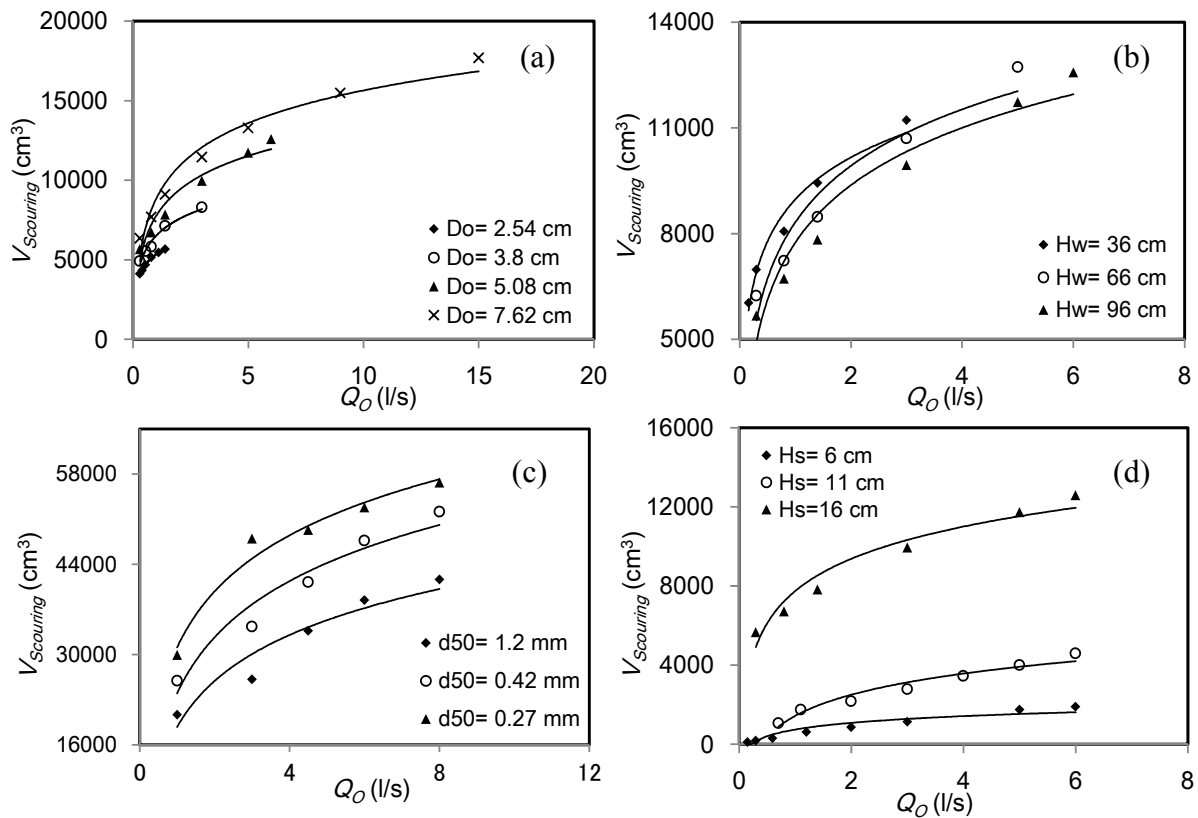 20000
15000
10000
5000
0
V_Scouring (cm³)
(a)
Do= 2.54 cm
Do= 3.8 cm
Do= 5.08 cm
Do= 7.62 cm
0 5 10 15 20
Q_O (l/s)
14000
11000
8000
5000
V_Scouring (cm³)
(b)
Hw= 36 cm
Hw= 66 cm
Hw= 96 cm
0 2 4 6 8
Q_O (l/s)
58000
44000
30000
16000
V_Scouring (cm³)
(c)
d50= 1.2 mm
d50= 0.42 mm
d50= 0.27 mm
0 4 8 12
Q_O (l/s)
16000
12000
8000
4000
0
V_Scouring (cm³)
(d)
Hs= 6 cm
Hs= 11 cm
Hs=16 cm
0 2 4 6 8
Q_O (l/s)